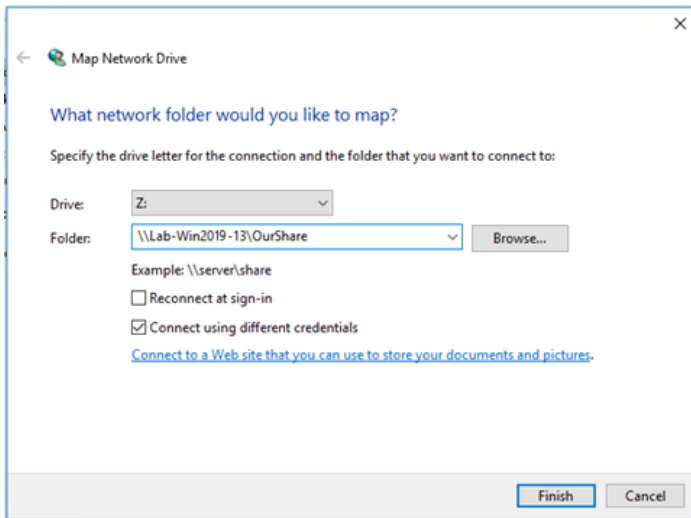 Map Network Drive
What network folder would you like to map?
Specify the drive letter for the connection and the folder that you want to connect to:
Drive: Z:
Folder: \\Lab-Win2019-13\OurShare Browse...
Example: \\server\share
Reconnect at sign-in
Connect using different credentials
Connect to a Web site that you can use to store your documents and pictures.
Finish Cancel